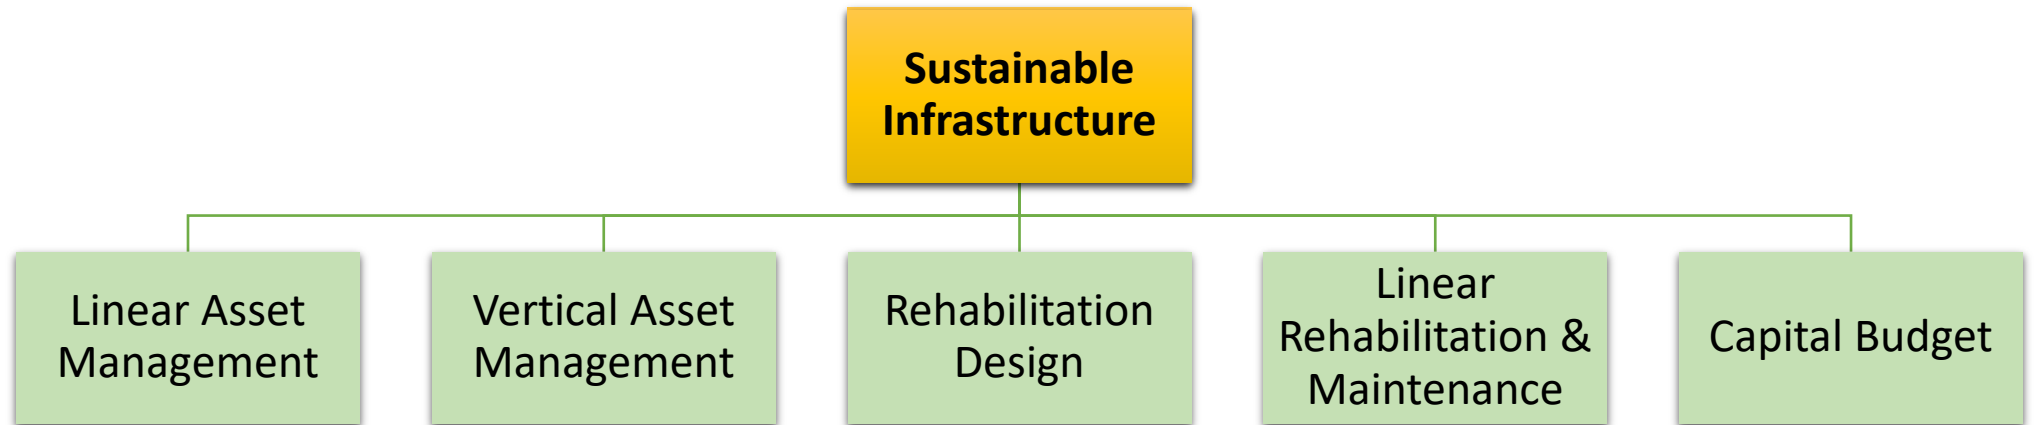 Sustainable
Infrastructure
Linear Asset
Management
Vertical Asset
Management
Rehabilitation
Design
Linear
Rehabilitation &
Maintenance
Capital Budget